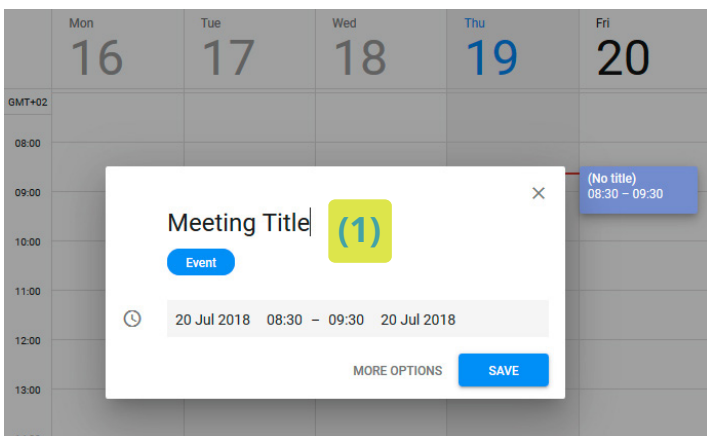 Mon Tue Wed Thu Fri
16 17 18 19 20
GMT+02
08:00
(No title)
08:30 – 09:30
09:00
×
Meeting Title (1)
10:00
Event
11:00
20 Jul 2018 08:30 – 09:30 20 Jul 2018
12:00
MORE OPTIONS SAVE
13:00